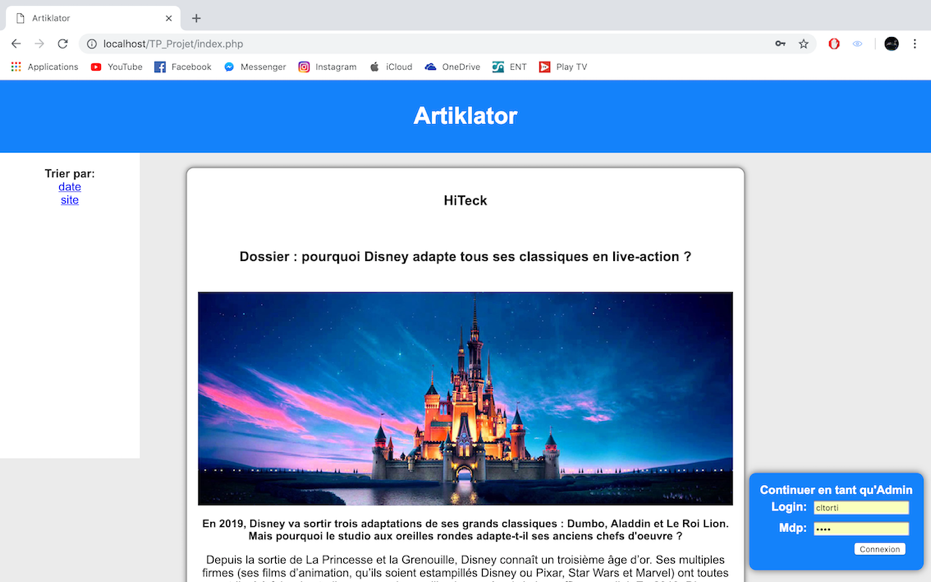 Artiklator
localhost/TP_Projet/index.php
Applications YouTube Facebook Messenger Instagram iCloud OneDrive ENT Play TV
Artiklator
Trier par:
date
site
HiTeck
Dossier : pourquoi Disney adapte tous ses classiques en live-action ?
En 2019, Disney va sortir trois adaptations de ses grands classiques : Dumbo, Aladdin et Le Roi Lion.
Mais pourquoi le studio aux oreilles rondes adapte-t-il ses anciens chefs d'oeuvre ?
Depuis la sortie de La Princesse et la Grenouille, Disney connaît un troisième âge d'or. Ses multiples
firmes (ses films d'animation, qu'ils soient estampillés Disney ou Pixar, Star Wars et Marvel) ont toutes
Continuer en tant qu'Admin
Login: cltorti
Mdp: ••••
Connexion